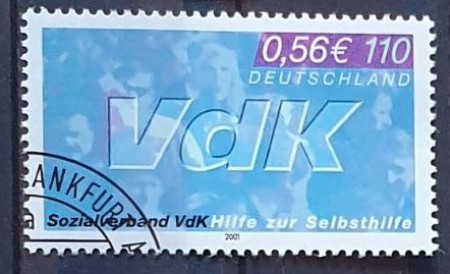 0,56€ 110
DEUTSCHLAND
VdK
Sozialverband VdK Hilfe zur Selbsthilfe
2001
ANKFUR
a